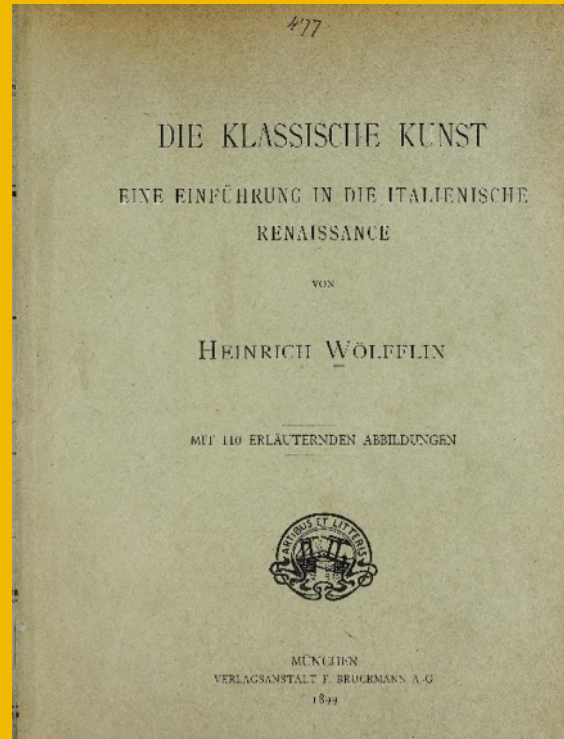 477
DIE KLASSISCHE KUNST
EINE EINFÜHRUNG IN DIE ITALIENISCHE
RENAISSANCE
VON
HEINRICH WÖLFFLIN
MIT 110 ERLÄUTERNDEN ABBILDUNGEN
ARTIBUS ET LITTERIS
MÜNCHEN
VERLAGSANSTALT F. BRUCKMANN A-G
1899